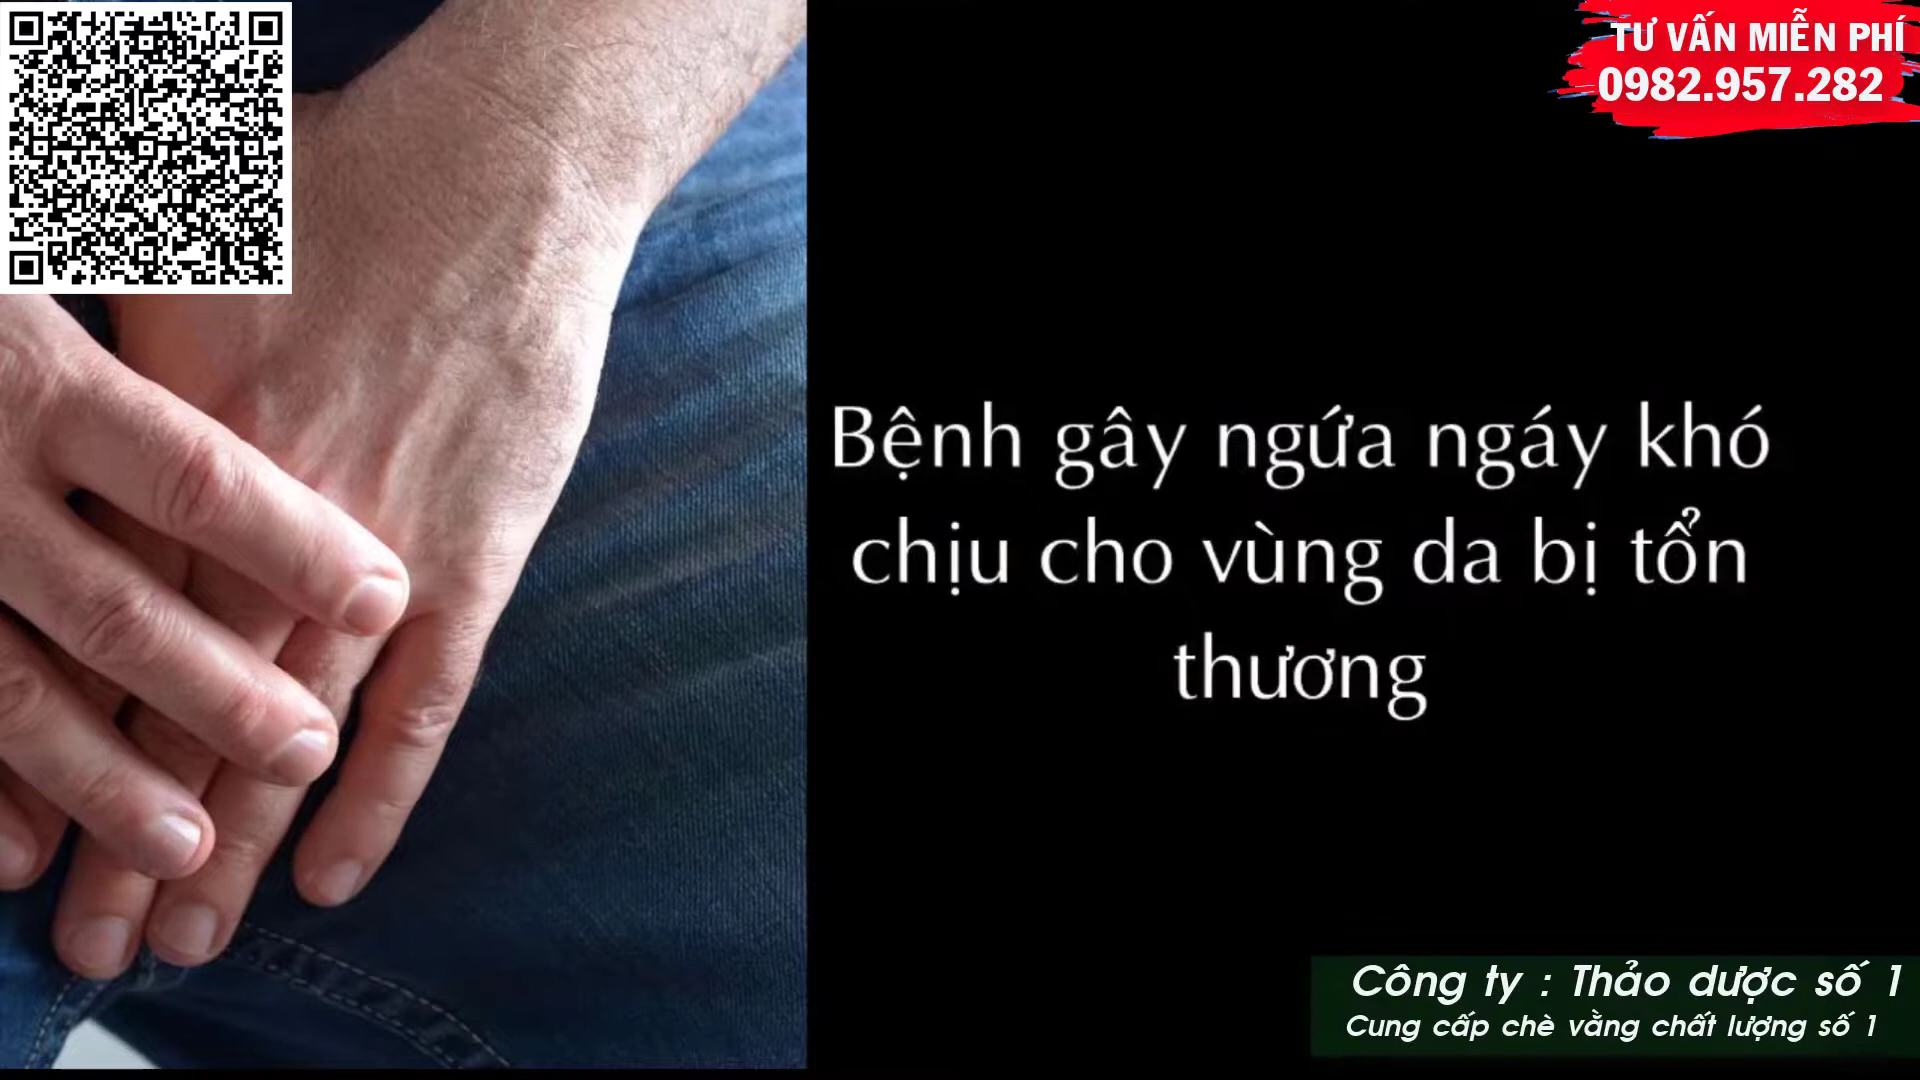 TƯ VẤN MIỄN PHÍ
0982.957.282
Bệnh gây ngứa ngáy khó
chịu cho vùng da bị tổn
thương
Công ty : Thảo dược số 1
Cung cấp chè vằng chất lượng số 1